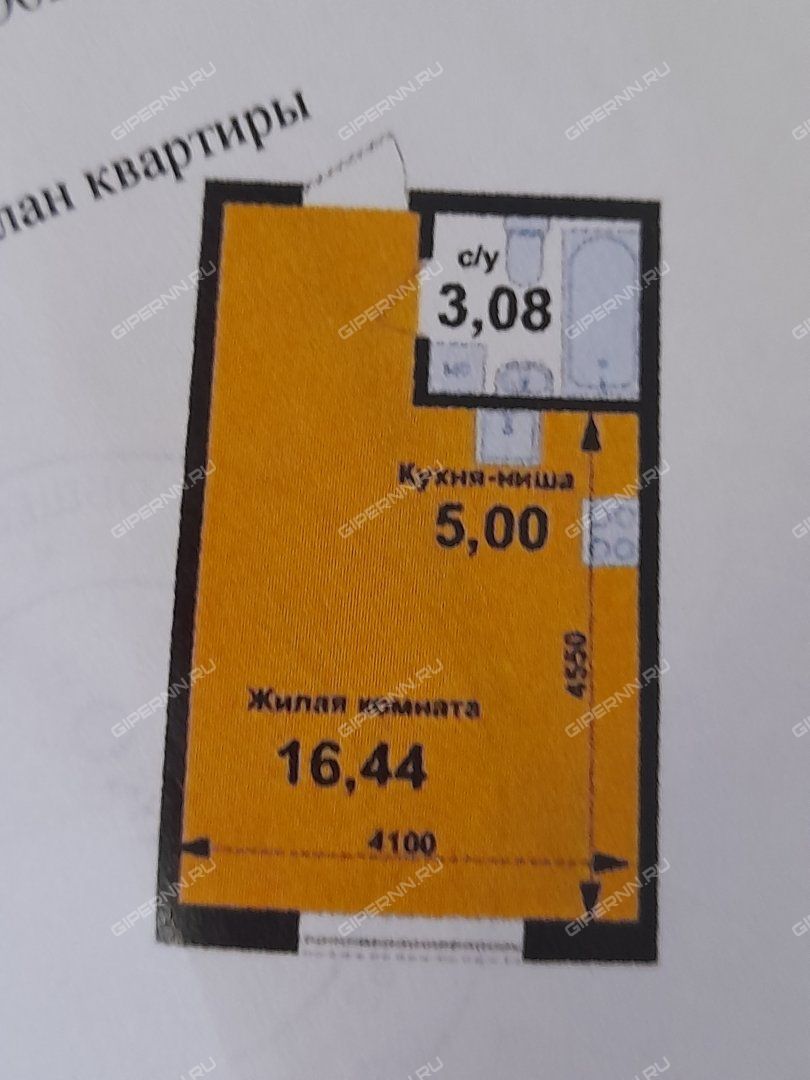 лан квартиры
с/у
3,08
Кухня-ниша
5,00
4550
Жилая комната
16,44
4100
GIPERNN.RU